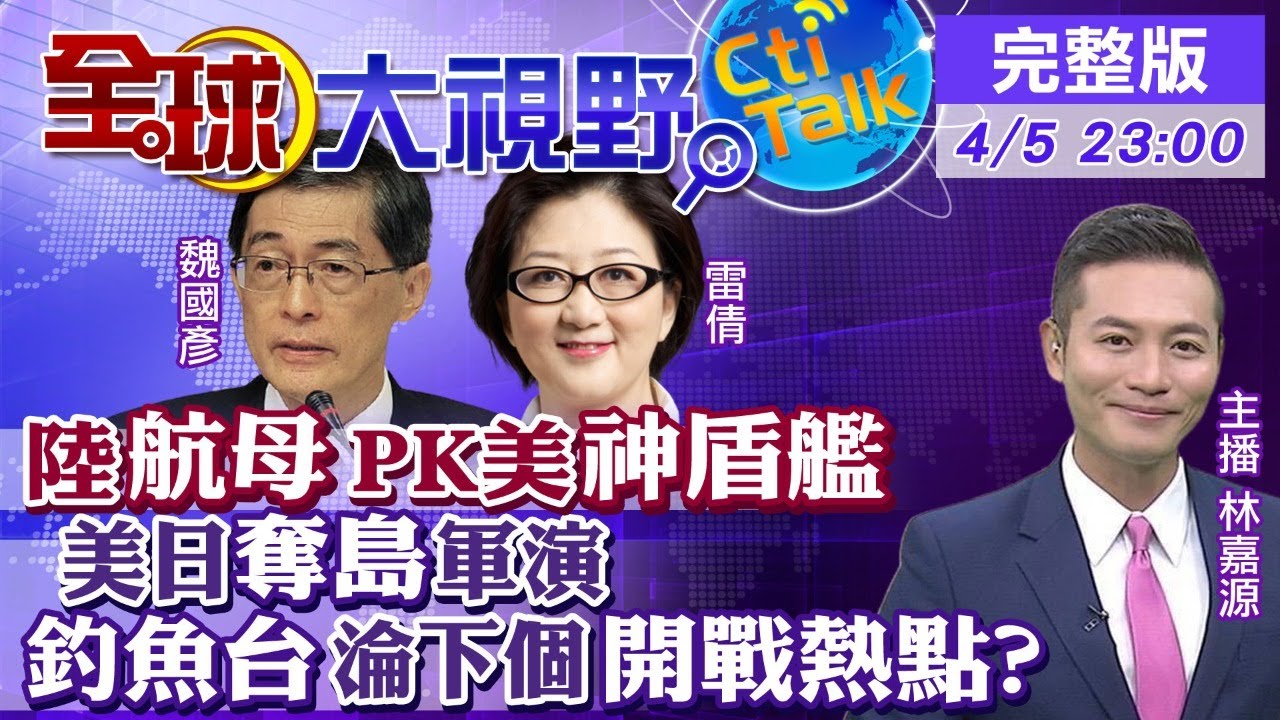 全球大視野
Cti Talk
完整版
4/5 23:00
魏國彥
雷倩
主播 林嘉源
陸航母PK美神盾艦
美日奪島軍演
釣魚台淪下個開戰熱點?